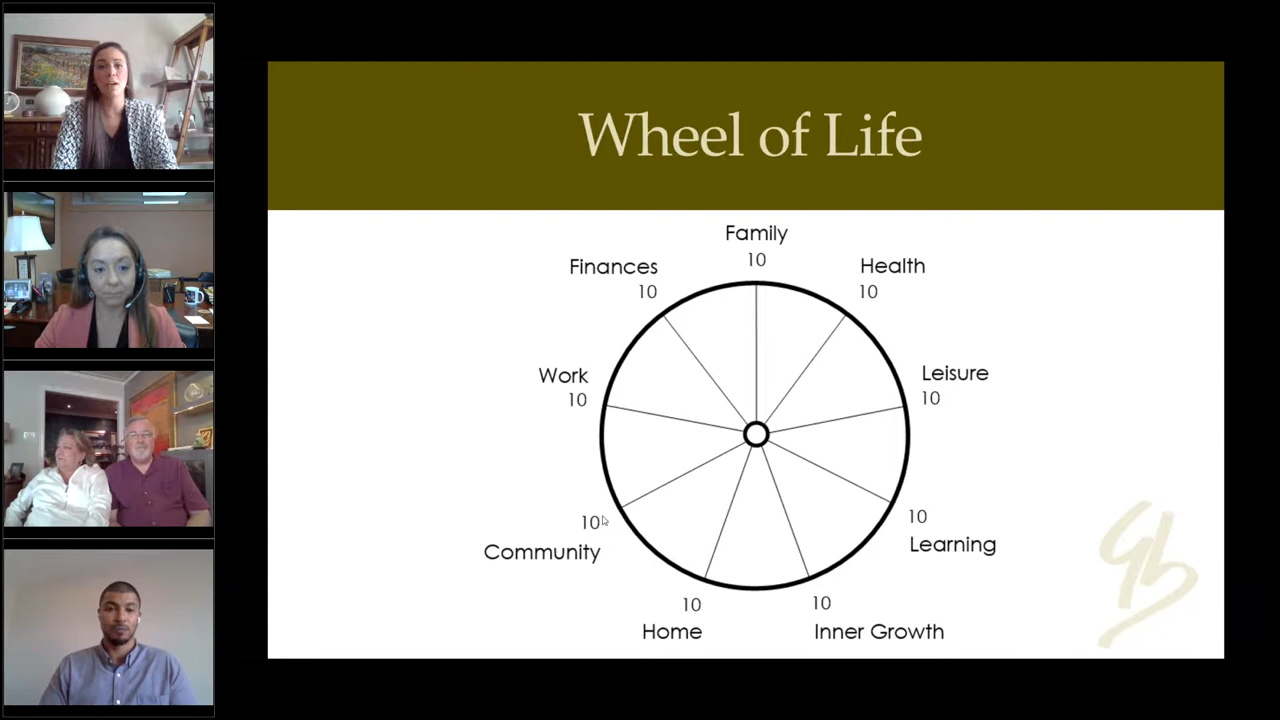 Wheel of Life
Family
10
Finances
10
Health
10
Work
10
Leisure
10
10
Community
10
Learning
10
Home
10
Inner Growth